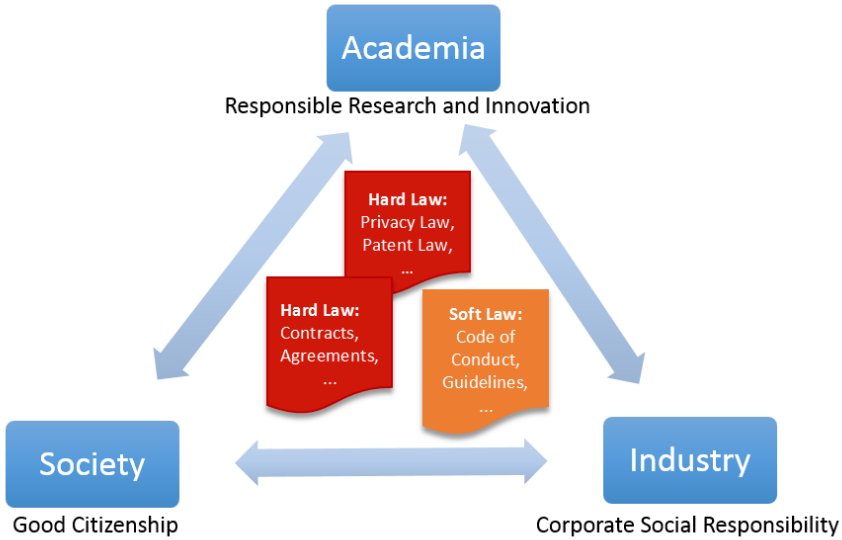 Academia
Responsible Research and Innovation
Hard Law:
Privacy Law,
Patent Law,
...
Hard Law:
Contracts,
Agreements,
...
Soft Law:
Code of
Conduct,
Guidelines,
...
Society
Good Citizenship
Industry
Corporate Social Responsibility